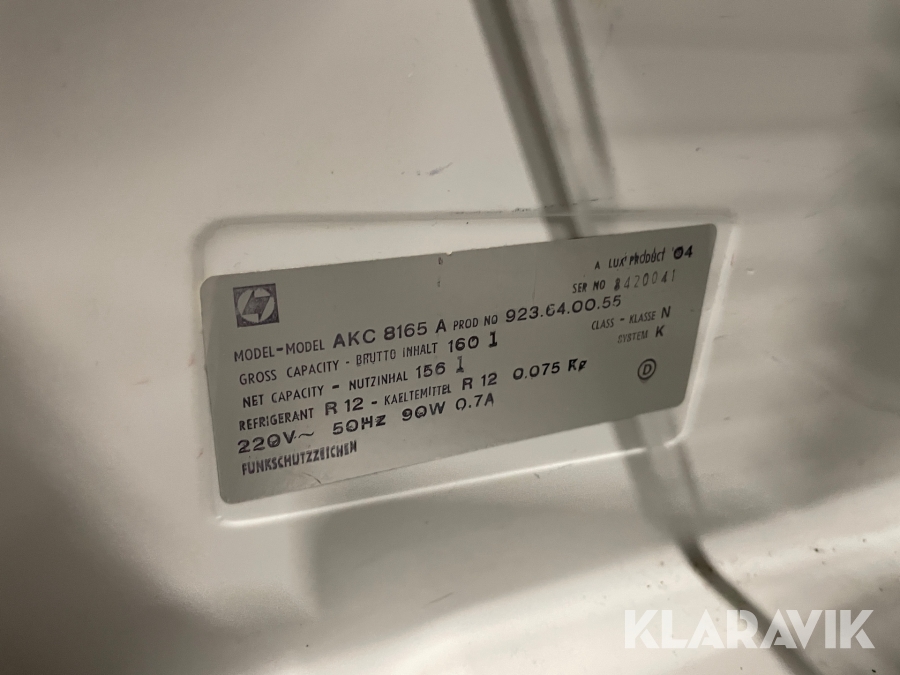 A LUX PRODUCT '04
SER NO 8420041
MODEL-MODEL AKC 8165 A PROD NO 923.64.00.55
GROSS CAPACITY - BRUTTO INHALT 160 l
CLASS - KLASSE N
NET CAPACITY - NUTZINHAL 156 l
SYSTEM K
REFRIGERANT R 12 - KAELTEMITTEL R 12 0.075 Kg
220V~ 50Hz 90W 0.7A
D
FUNKSCHUTZZEICHEN
KLARAVIK